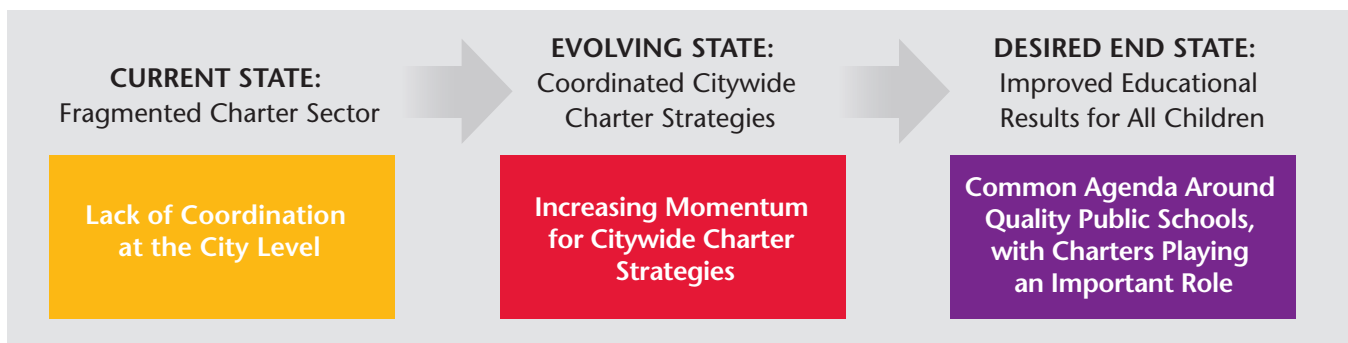 CURRENT STATE:
Fragmented Charter Sector
Lack of Coordination
at the City Level
EVOLVING STATE:
Coordinated Citywide
Charter Strategies
Increasing Momentum
for Citywide Charter
Strategies
DESIRED END STATE:
Improved Educational
Results for All Children
Common Agenda Around
Quality Public Schools,
with Charters Playing
an Important Role